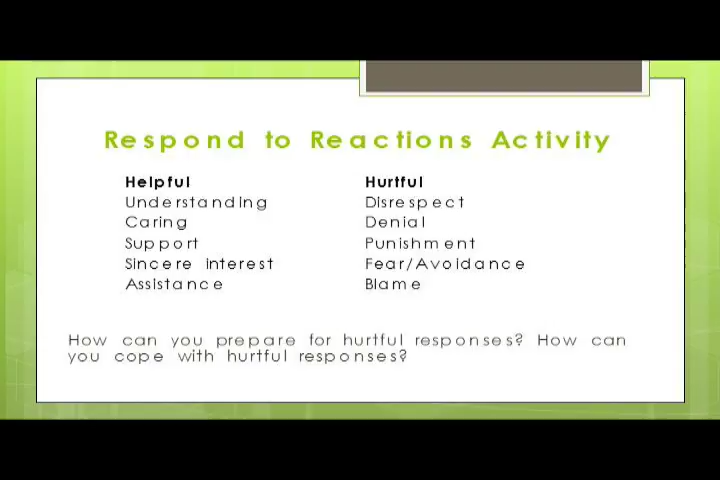 Respond to Reactions Activity
Helpful Hurtful
Understanding Disrespect
Caring Denial
Support Punishment
Sincere interest Fear/Avoidance
Assistance Blame
How can you prepare for hurtful responses? How can
you cope with hurtful responses?